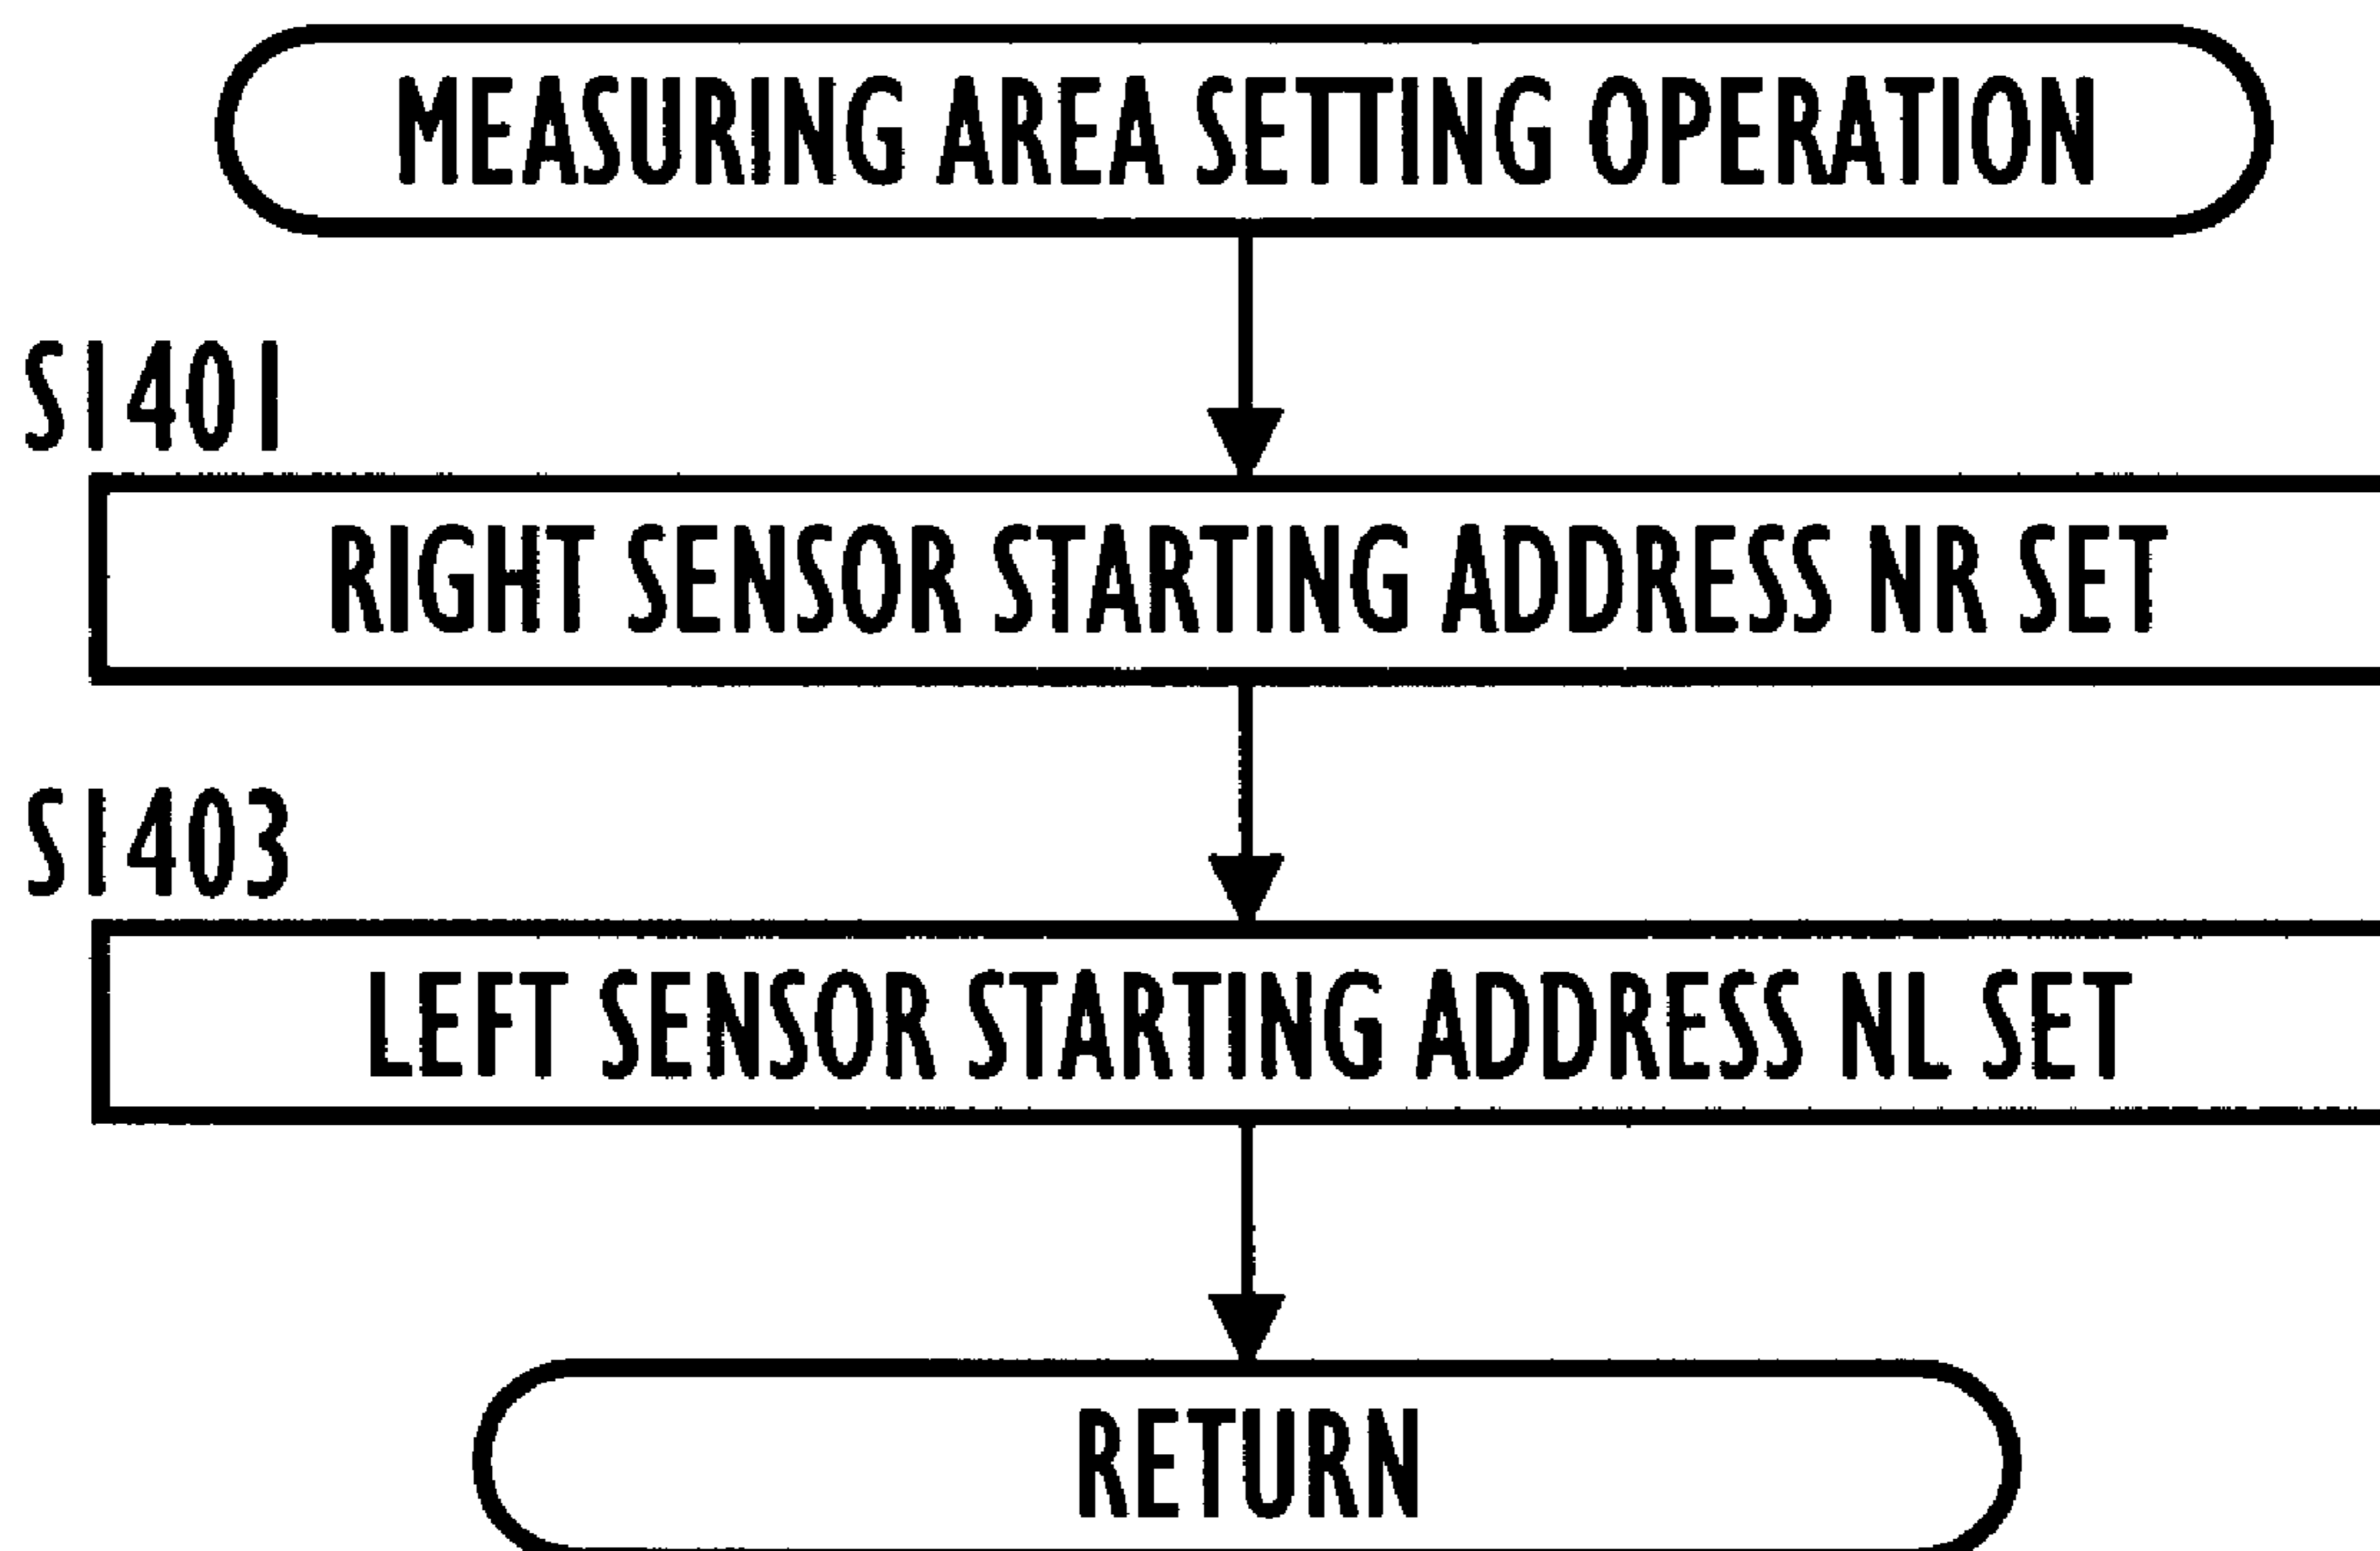 MEASURING AREA SETTING OPERATION
S1401
RIGHT SENSOR STARTING ADDRESS NR SET
S1403
LEFT SENSOR STARTING ADDRESS NL SET
RETURN